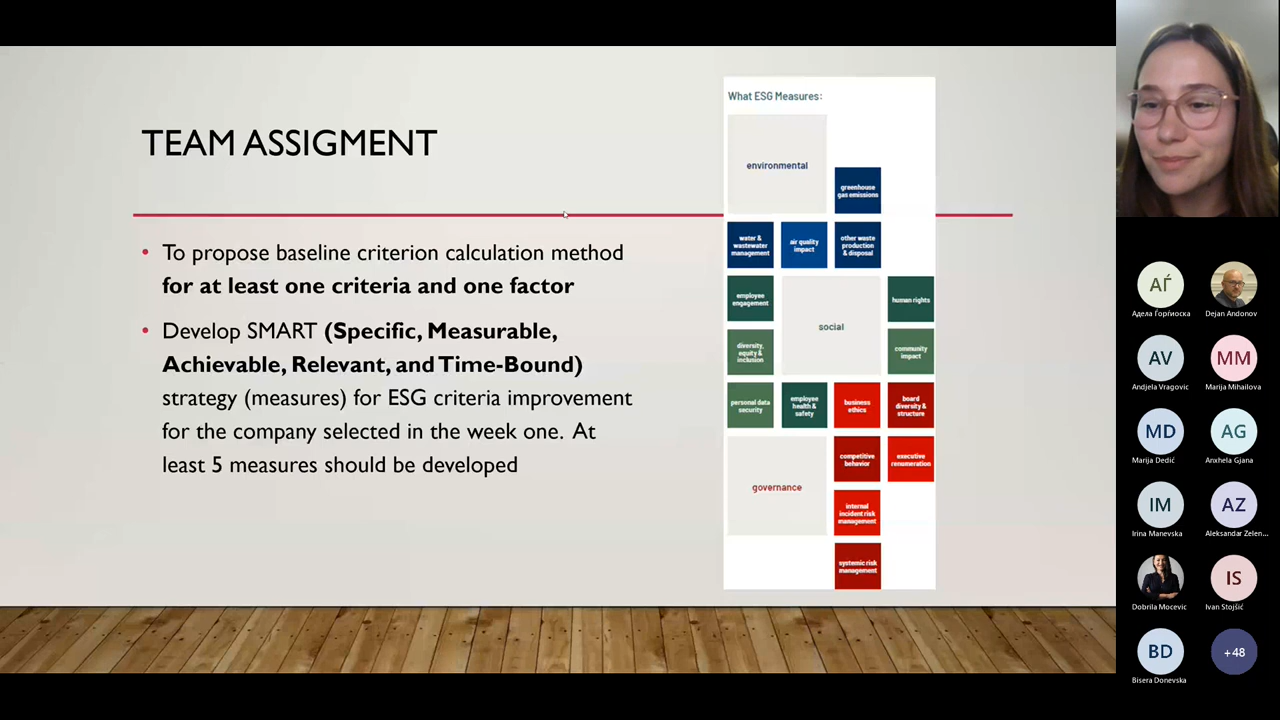 TEAM ASSIGMENT
• To propose baseline criterion calculation method
for at least one criteria and one factor
• Develop SMART (Specific, Measurable,
Achievable, Relevant, and Time-Bound)
strategy (measures) for ESG criteria improvement
for the company selected in the week one. At
least 5 measures should be developed
What ESG Measures:
environmental
greenhouse
gas emissions
water &
wastewater
management
air quality
impact
other waste
production
& disposal
employee
engagement
social
human rights
diversity,
equity &
inclusion
community
impact
personal data
security
employee
health &
safety
business
ethics
board
diversity &
structure
governance
competitive
behavior
executive
renumeration
internal
incident risk
management
systemic risk
management
АЃ
Адела Ѓорѓиоска
Dejan Andonov
AV
Andjela Vragovic
MM
Marija Mihailova
MD
Marija Dedić
AG
Anxhela Gjana
IM
Irina Manevska
AZ
Aleksandar Zelen...
Dobrila Mocevic
IS
Ivan Stojšić
BD
Bisera Donevska
+48